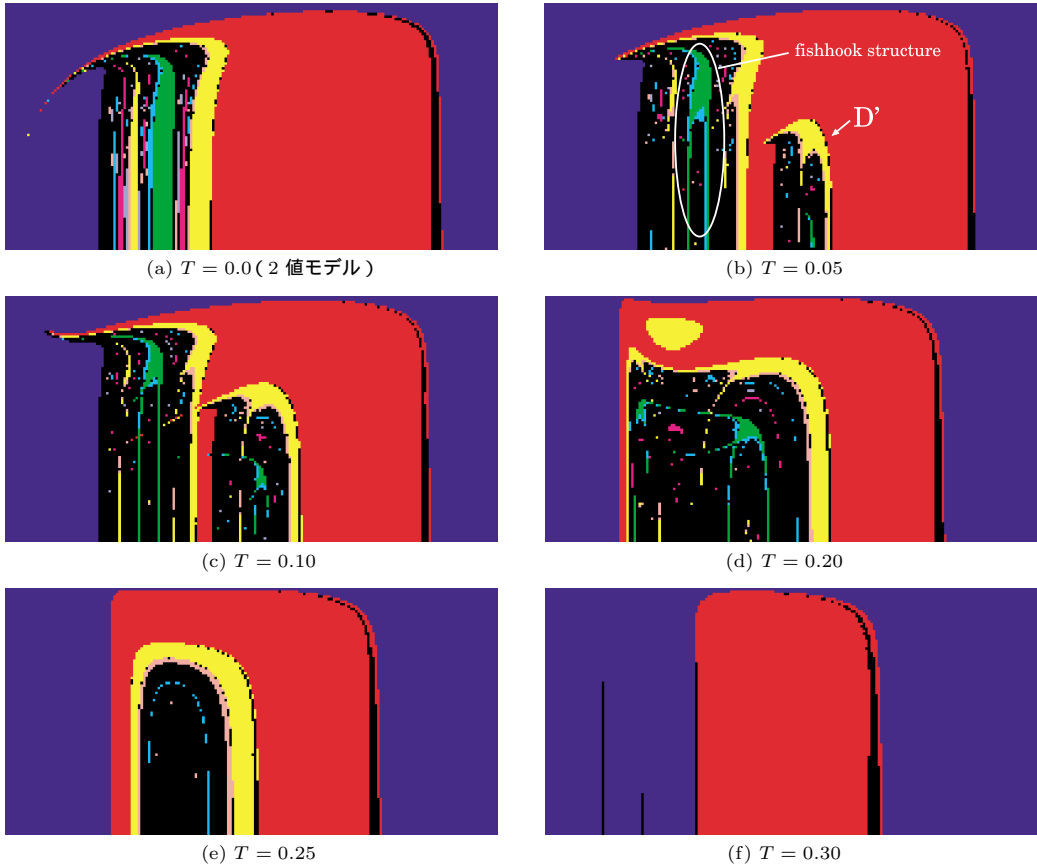 fishhook structure
D'
(a) T = 0.0 ( 2 値モデル )
(b) T = 0.05
(c) T = 0.10
(d) T = 0.20
(e) T = 0.25
(f) T = 0.30